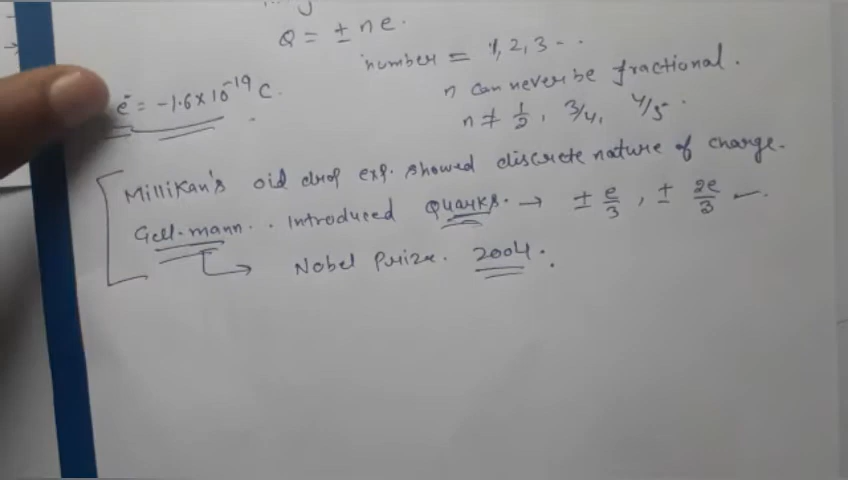 Q = ± ne.
number = 1, 2, 3 - -
e⁻ = -1.6×10⁻¹⁹ C.
n can never be fractional.
n ≠ 1/2, 3/4, 4/5.
Millikan's oid drop exp. showed discrete nature of charge.
Gell-mann.. Introduced Quarks. → ± e/3, ± 2e/3
Nobel Prize. 2004.